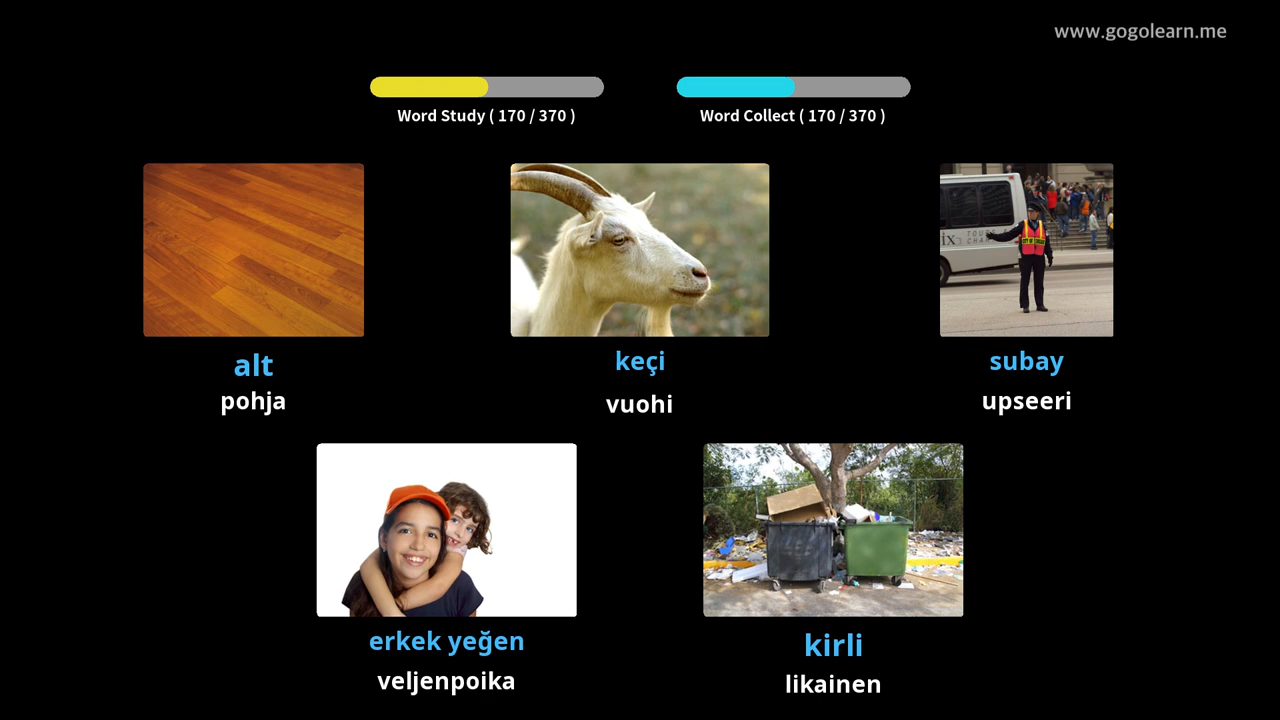 www.gogolearn.me
Word Study ( 170 / 370 )
Word Collect ( 170 / 370 )
alt
pohja
keçi
vuohi
subay
upseeri
erkek yeğen
veljenpoika
kirli
likainen